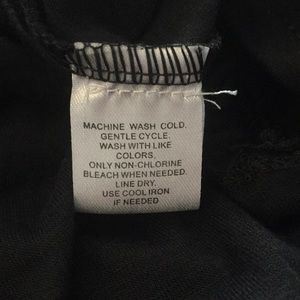 MACHINE WASH COLD.
GENTLE CYCLE.
WASH WITH LIKE
COLORS.
ONLY NON-CHLORINE
BLEACH WHEN NEEDED.
LINE DRY.
USE COOL IRON
IF NEEDED